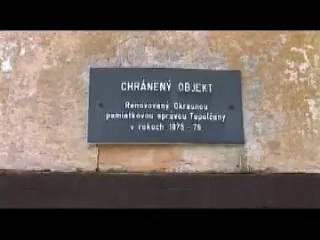 CHRÁNENÝ OBJEKT
Renovovaný Okresnou
pamiatkovou správou Topoľčany
v rokoch 1975-76